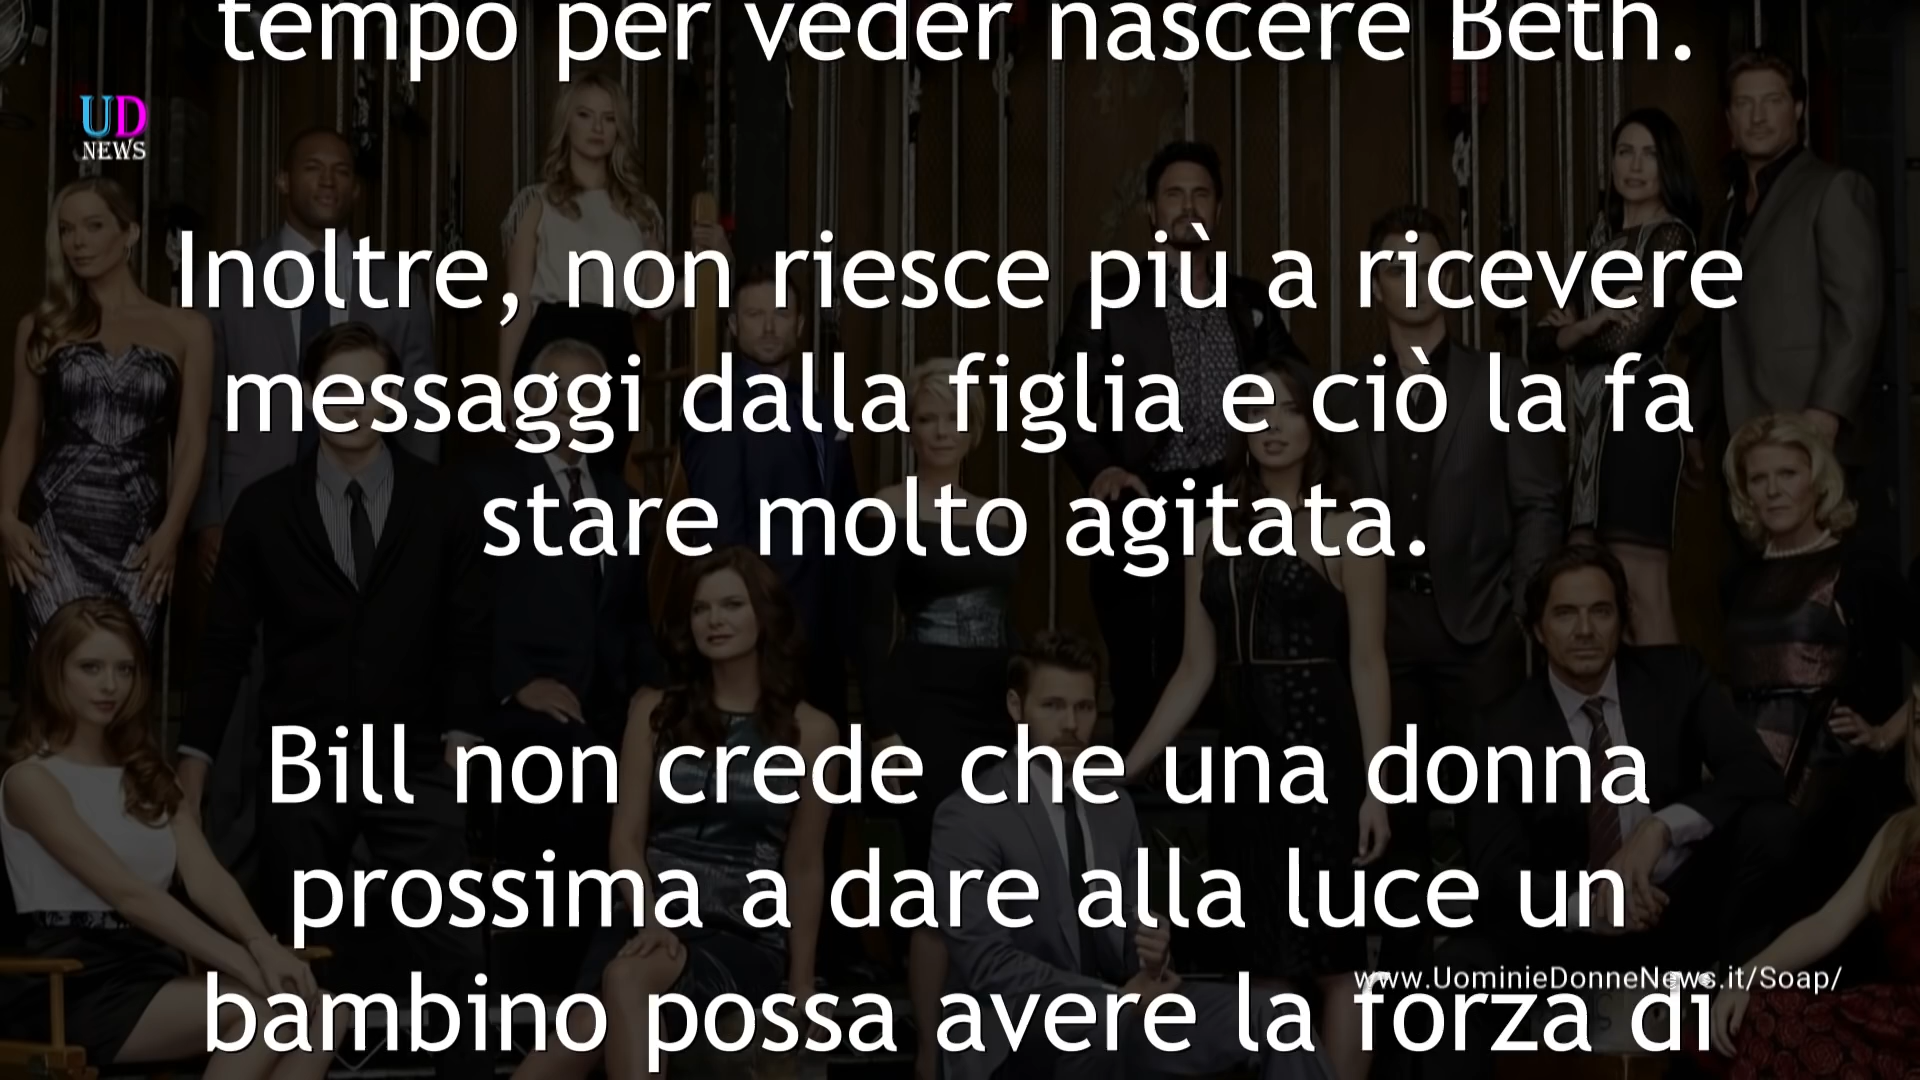 tempo per veder nascere Beth.
UD
NEWS
Inoltre, non riesce più a ricevere
messaggi dalla figlia e ciò la fa
stare molto agitata.
Bill non crede che una donna
prossima a dare alla luce un
www.UominieDonneNews.it/Soap/
bambino possa avere la forza di